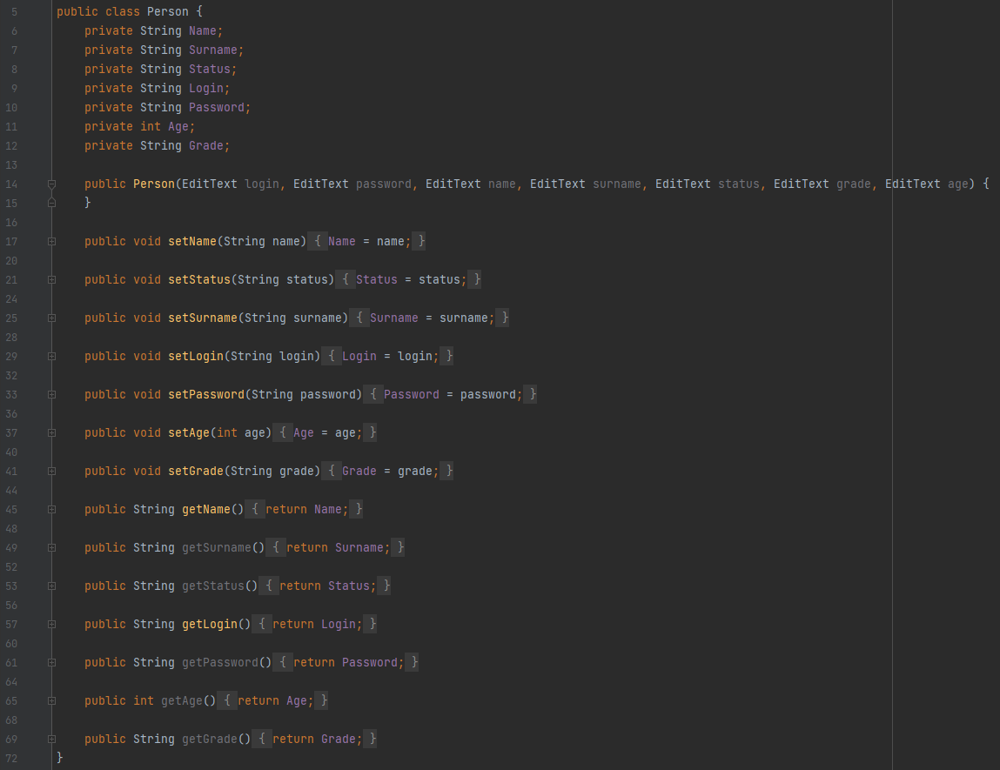 5 public class Person {
6 private String Name;
7 private String Surname;
8 private String Status;
9 private String Login;
10 private String Password;
11 private int Age;
12 private String Grade;
13
14 public Person(EditText login, EditText password, EditText name, EditText surname, EditText status, EditText grade, EditText age) {
15 }
16
17 public void setName(String name) { Name = name; }
20
21 public void setStatus(String status) { Status = status; }
24
25 public void setSurname(String surname) { Surname = surname; }
28
29 public void setLogin(String login) { Login = login; }
32
33 public void setPassword(String password) { Password = password; }
36
37 public void setAge(int age) { Age = age; }
40
41 public void setGrade(String grade) { Grade = grade; }
44
45 public String getName() { return Name; }
48
49 public String getSurname() { return Surname; }
52
53 public String getStatus() { return Status; }
56
57 public String getLogin() { return Login; }
60
61 public String getPassword() { return Password; }
64
65 public int getAge() { return Age; }
68
69 public String getGrade() { return Grade; }
72 }